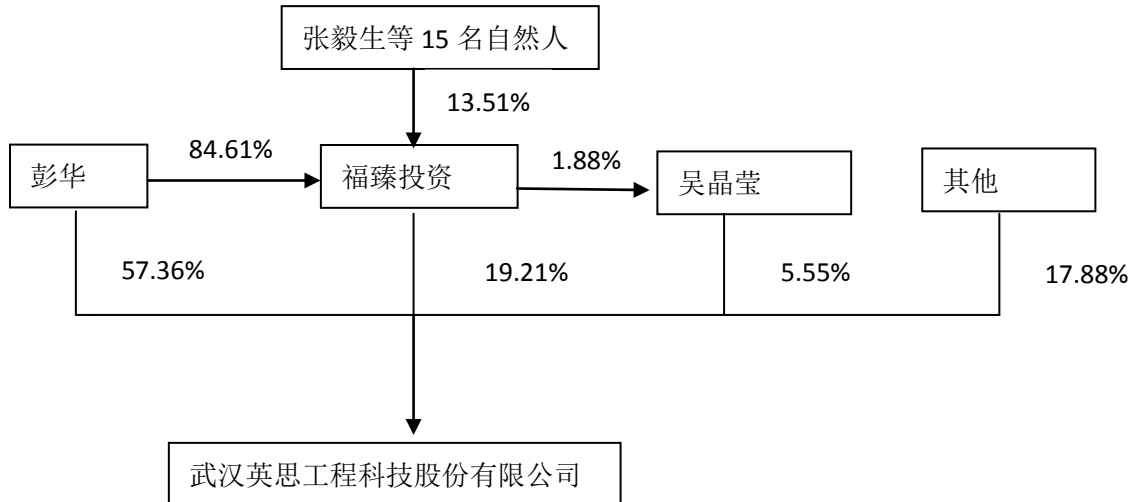 张毅生等 15 名自然人
13.51%
84.61%
1.88%
彭华
福臻投资
吴晶莹
其他
57.36%
19.21%
5.55%
17.88%
武汉英思工程科技股份有限公司